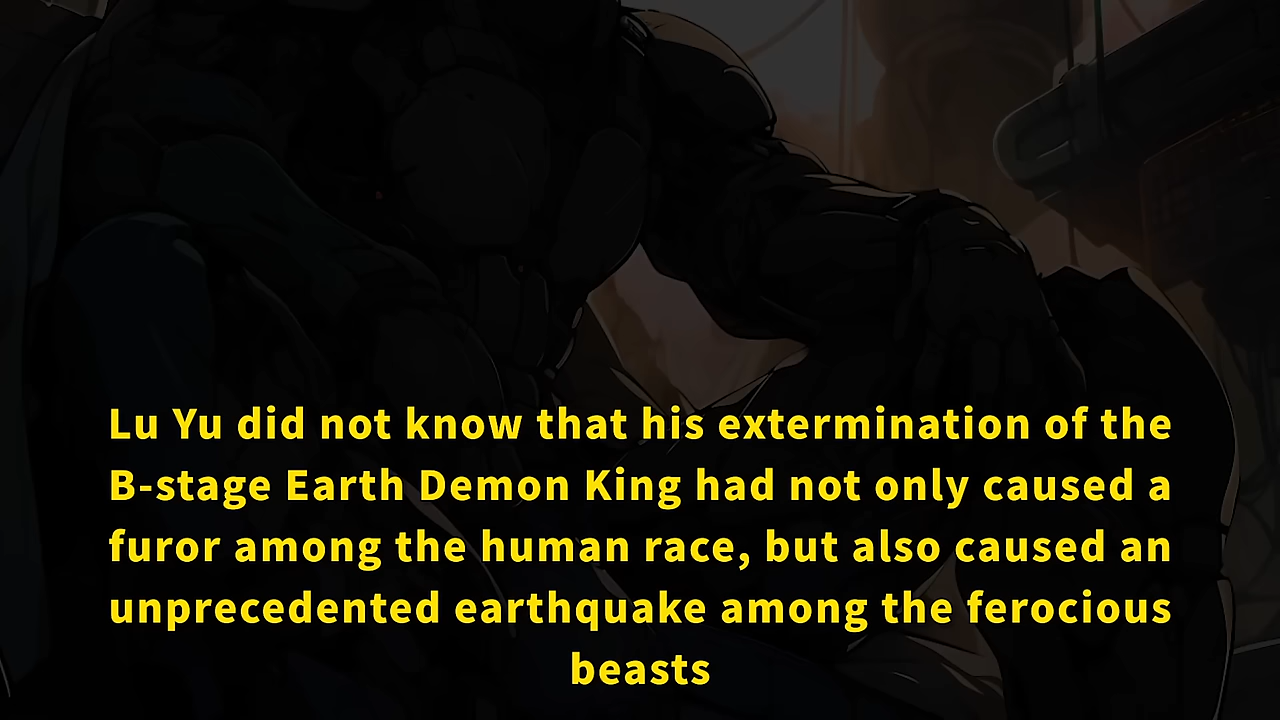 Lu Yu did not know that his extermination of the
B-stage Earth Demon King had not only caused a
furor among the human race, but also caused an
unprecedented earthquake among the ferocious
beasts